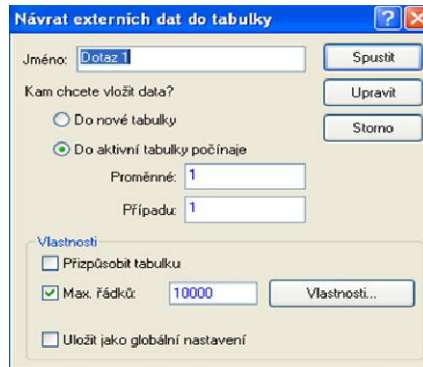 Návrat externích dat do tabulky
Jméno: Dotaz 1 Spustit
Kam chcete vložit data? Upravit
Do nové tabulky Storno
Do aktivní tabulky počínaje
Proměnné: 1
Případu: 1
Vlastnosti
Přizpůsobit tabulku
Max. řádků: 10000 Vlastnosti...
Uložit jako globální nastavení